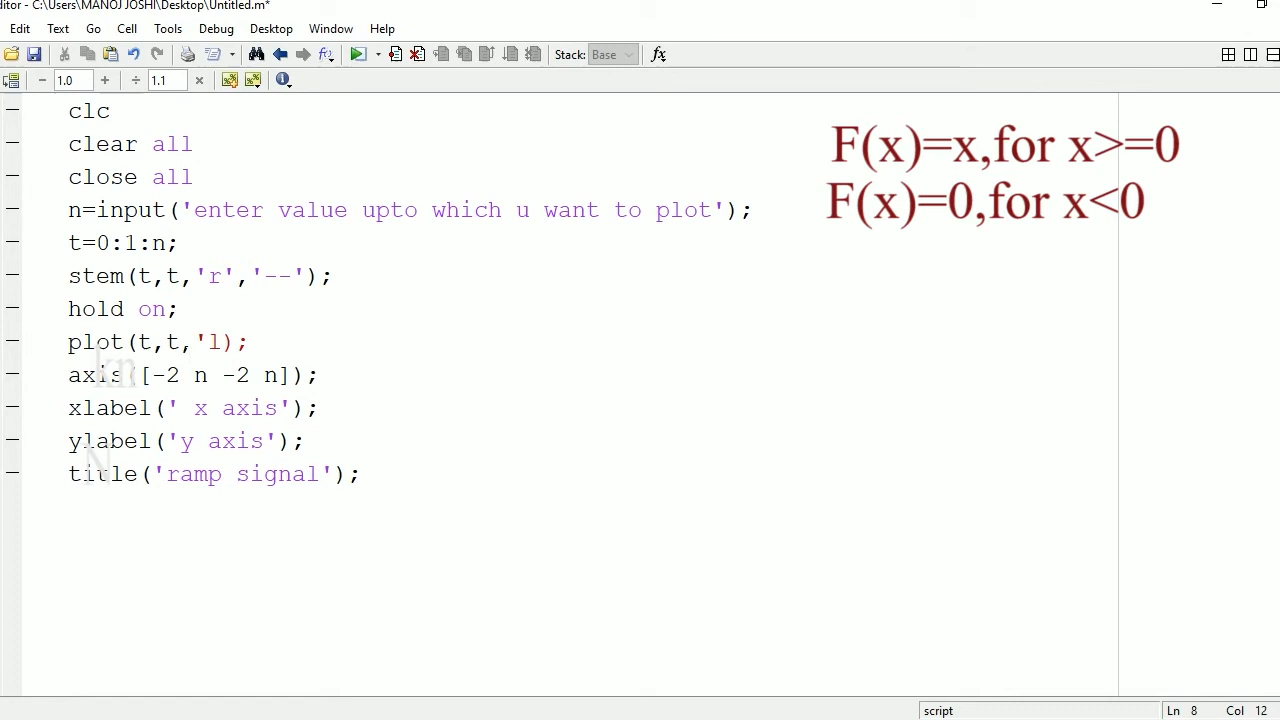 ditor - C:\Users\MANOJ JOSHI\Desktop\Untitled.m*
Edit Text Go Cell Tools Debug Desktop Window Help
Stack: Base fx
− 1.0 + ÷ 1.1 ×
clc
clear all
close all
n=input('enter value upto which u want to plot');
t=0:1:n;
stem(t,t,'r','--');
hold on;
plot(t,t,'l);
axis([-2 n -2 n]);
xlabel(' x axis');
ylabel('y axis');
title('ramp signal');
F(x)=x,for x>=0
F(x)=0,for x<0
kn
N
script Ln 8 Col 12